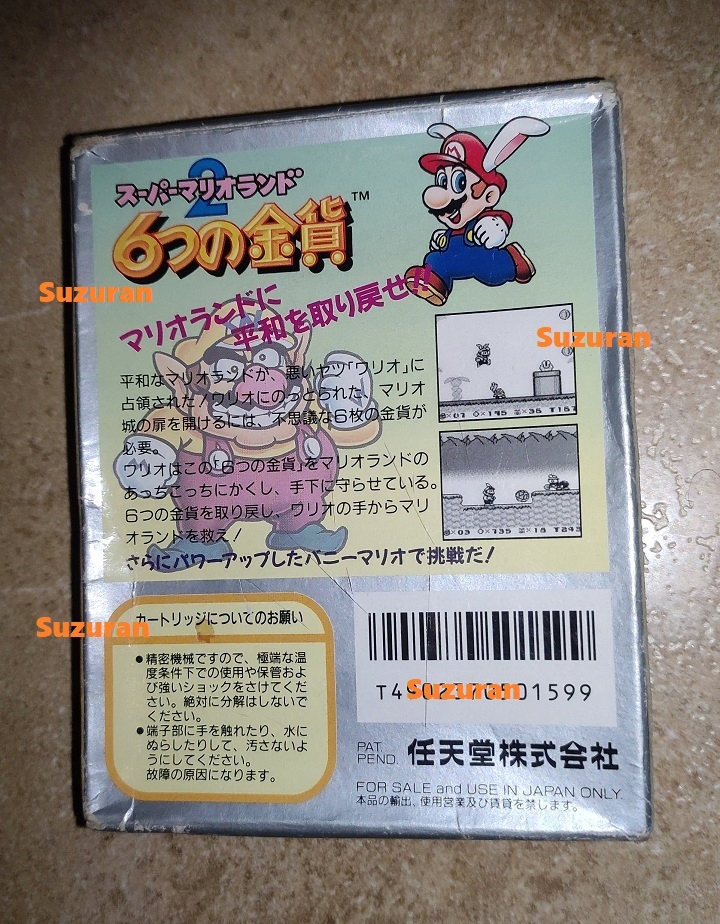 スーパーマリオランド2
6つの金貨™
マリオランドに
平和を取り戻せ!!
平和なマリオランドが、悪いヤツ「ワリオ」に
占領された!ワリオにのっとられた、マリオ
城の扉を開けるには、不思議な6枚の金貨が
必要。
ワリオはこの「6つの金貨」をマリオランドの
あっちこっちにかくし、手下に守らせている。
6つの金貨を取り戻し、ワリオの手からマリ
オランドを救え!
さらにパワーアップしたバニーマリオで挑戦だ!
Suzuran
Suzuran
Suzuran
カートリッジについてのお願い
●精密機械ですので、極端な温
度条件下での使用や保管およ
び強いショックをさけてくだ
さい。絶対に分解はしないで
ください。
●端子部に手を触れたり、水に
ぬらしたりして、汚さないよ
うにしてください。
故障の原因になります。
Suzuran
01599
PAT.
PEND.
任天堂株式会社
FOR SALE and USE IN JAPAN ONLY.
本品の輸出、使用営業及び賃貸を禁じます。